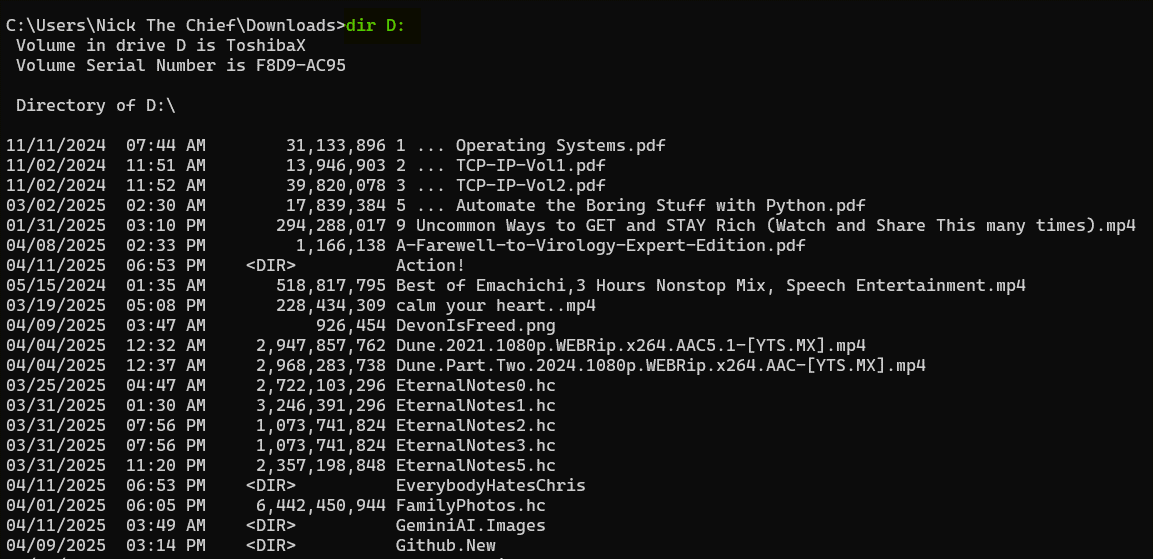 C:\Users\Nick The Chief\Downloads>dir D:
 Volume in drive D is ToshibaX
 Volume Serial Number is F8D9-AC95
 Directory of D:\
11/11/2024  07:44 AM        31,133,896 1 ... Operating Systems.pdf
11/02/2024  11:51 AM        13,946,903 2 ... TCP-IP-Vol1.pdf
11/02/2024  11:52 AM        39,820,078 3 ... TCP-IP-Vol2.pdf
03/02/2025  02:30 AM        17,839,384 5 ... Automate the Boring Stuff with Python.pdf
01/31/2025  03:10 PM       294,288,017 9 Uncommon Ways to GET and STAY Rich (Watch and Share This many times).mp4
04/08/2025  02:33 PM         1,166,138 A-Farewell-to-Virology-Expert-Edition.pdf
04/11/2025  06:53 PM    <DIR>          Action!
05/15/2024  01:35 AM       518,817,795 Best of Emachichi,3 Hours Nonstop Mix, Speech Entertainment.mp4
03/19/2025  05:08 PM       228,434,309 calm your heart..mp4
04/09/2025  03:47 AM           926,454 DevonIsFreed.png
04/04/2025  12:32 AM     2,947,857,762 Dune.2021.1080p.WEBRip.x264.AAC5.1-[YTS.MX].mp4
04/04/2025  12:37 AM     2,968,283,738 Dune.Part.Two.2024.1080p.WEBRip.x264.AAC-[YTS.MX].mp4
03/25/2025  04:47 AM     2,722,103,296 EternalNotes0.hc
03/31/2025  01:30 AM     3,246,391,296 EternalNotes1.hc
03/31/2025  07:56 PM     1,073,741,824 EternalNotes2.hc
03/31/2025  07:56 PM     1,073,741,824 EternalNotes3.hc
03/31/2025  11:20 PM     2,357,198,848 EternalNotes5.hc
04/11/2025  06:53 PM    <DIR>          EverybodyHatesChris
04/01/2025  06:05 PM     6,442,450,944 FamilyPhotos.hc
04/11/2025  03:49 AM    <DIR>          GeminiAI.Images
04/09/2025  03:14 PM    <DIR>          Github.New